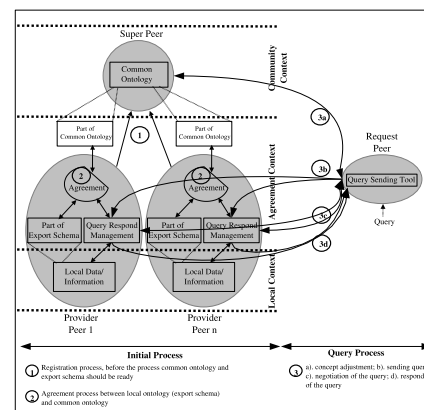 Super Peer
Common
Ontology
Community
Context
3a
Part of
Common Ontology
Part of
Common Ontology
1
Request
Peer
2
Agreement
2
Agreement
Agreement Context
3b
Query Sending Tool
Part of
Export Schema
Query Respond
Management
Part of
Export Schema
Query Respond
Management
3c
Query
3d
Local Data/
Information
Local Data/
Information
Local Context
Provider
Peer 1
Provider
Peer n
Initial Process
Query Process
1 Registration process, before the process common ontology and
export schema should be ready
2 Agreement process between local ontology (export schema)
and common ontology
3 a). concept adjustment; b). sending quer
c). negotiation of the query; d). respond
of the query